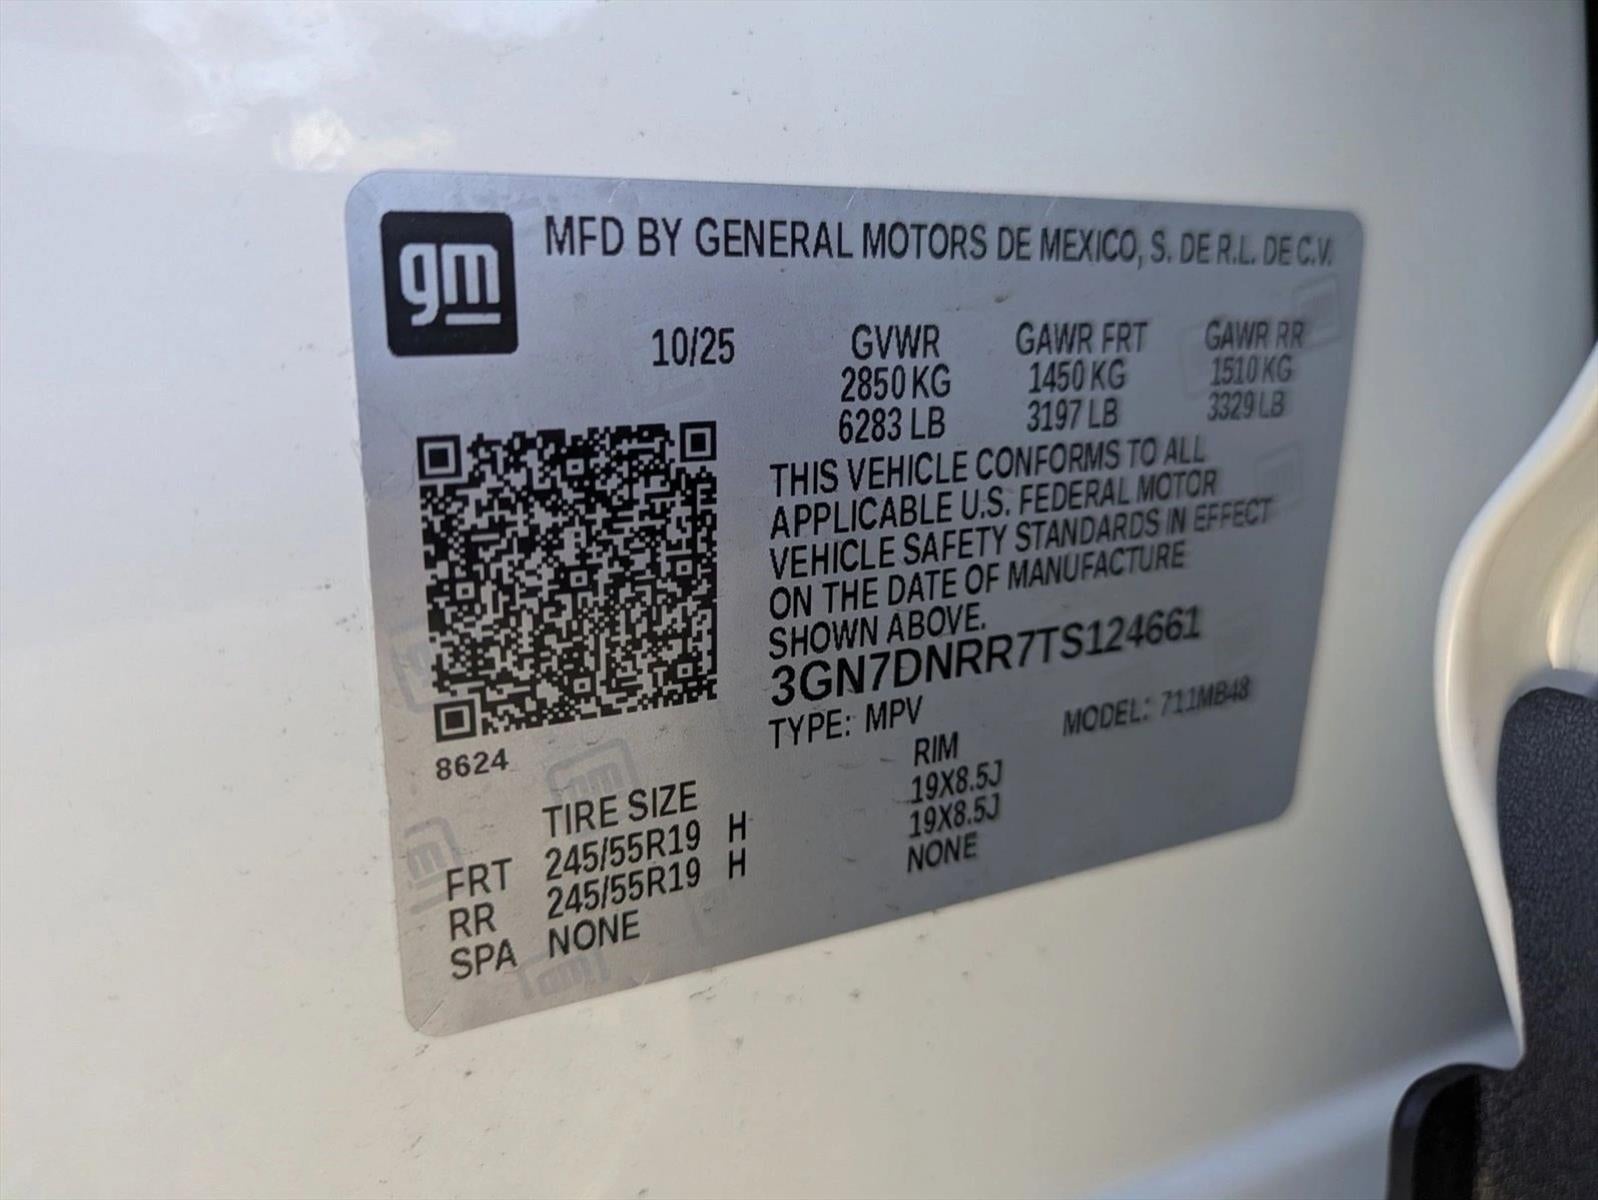 gm
MFD BY GENERAL MOTORS DE MEXICO, S. DE R.L. DE C.V.
10/25 GVWR GAWR FRT GAWR RR
2850 KG 1450 KG 1510 KG
6283 LB 3197 LB 3329 LB
THIS VEHICLE CONFORMS TO ALL
APPLICABLE U.S. FEDERAL MOTOR
VEHICLE SAFETY STANDARDS IN EFFECT
ON THE DATE OF MANUFACTURE
SHOWN ABOVE.
3GN7DNRR7TS124661
TYPE: MPV MODEL: 711MB48
8624
TIRE SIZE RIM
FRT 245/55R19 H 19X8.5J
RR 245/55R19 H 19X8.5J
SPA NONE NONE